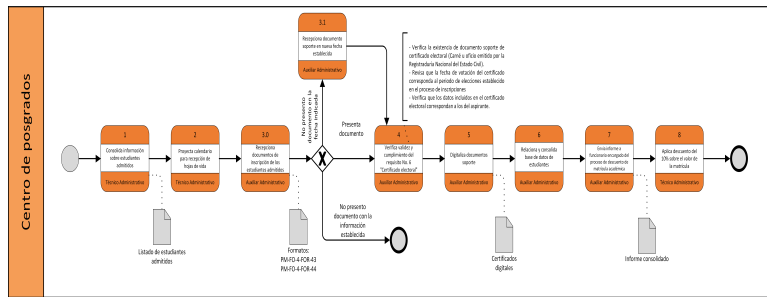 Centro de posgrados
3.1
Recepciona documento
soporte en nueva fecha
establecida
Auxiliar Administrativo
- Verifica la existencia de documento soporte de
certificado electoral (Carné u oficio emitido por la
Registraduría Nacional del Estado Civil).
- Revisa que la fecha de votación del certificado
corresponda al periodo de elecciones establecido
en el proceso de inscripciones
- Verifica que los datos incluidos en el certificado
electoral correspondan a los del aspirante.
No presento
documento en la
fecha indicada
Presenta
documento
1
Consolida información
sobre estudiantes
admitidos
Técnico Administrativo
2
Proyecta calendario
para recepción de
hojas de vida
Técnico Administrativo
3.0
Recepciona
documentos de
inscripción de los
estudiantes admitidos
Auxiliar Administrativo
X
4
Verifica validez y
cumplimiento del
requisito No. 6
"Certificado electoral"
Auxiliar Administrativo
5
Digitaliza documentos
soporte
Auxiliar Administrativo
6
Relaciona y consolida
base de datos de
estudiantes
Auxiliar Administrativo
7
Envía informe a
funcionario encargado del
proceso de descuento de
matrícula académica
Técnico Administrativo
8
Aplica descuento del
10% sobre el valor de
la matrícula
Técnico Administrativo
No presento
documento con la
información
establecida
Listado de estudiantes
admitidos
Formatos:
PM-FO-4-FOR-43
PM-FO-4-FOR-44
Certificados
digitales
Informe consolidado